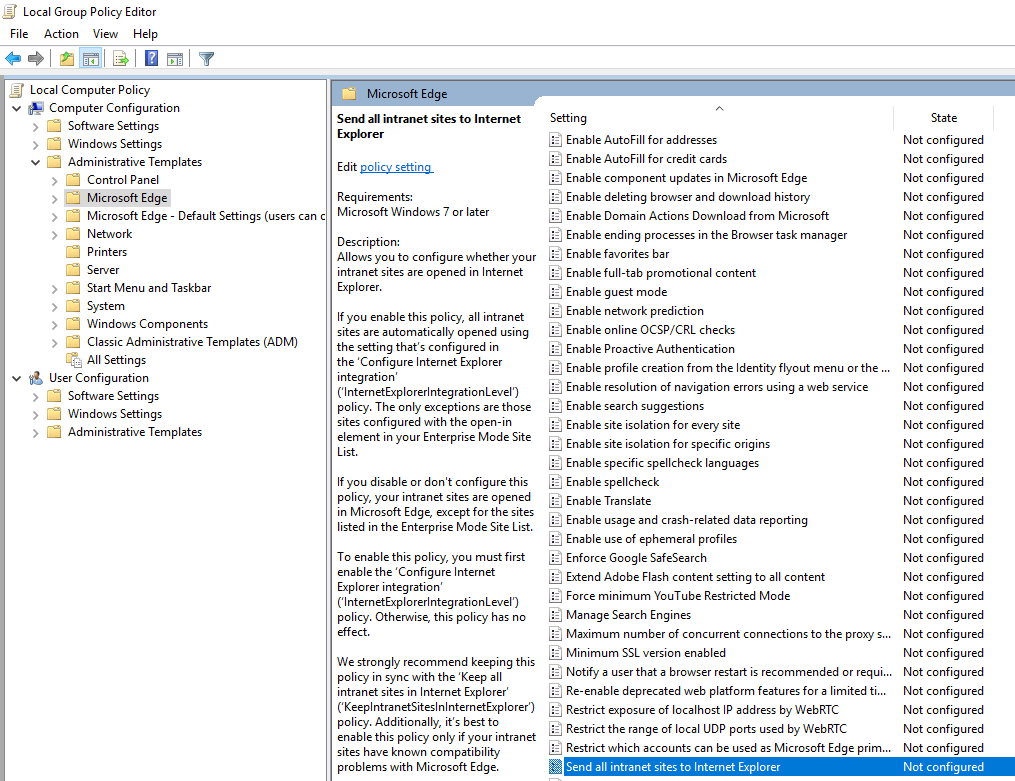 Local Group Policy Editor
File Action View Help
Local Computer Policy
Computer Configuration
Software Settings
Windows Settings
Administrative Templates
Control Panel
Microsoft Edge
Microsoft Edge - Default Settings (users can c
Network
Printers
Server
Start Menu and Taskbar
System
Windows Components
Classic Administrative Templates (ADM)
All Settings
User Configuration
Software Settings
Windows Settings
Administrative Templates
Microsoft Edge
Send all intranet sites to Internet
Explorer
Edit policy setting
Requirements:
Microsoft Windows 7 or later
Description:
Allows you to configure whether your
intranet sites are opened in Internet
Explorer.
If you enable this policy, all intranet
sites are automatically opened using
the setting that's configured in
the ‘Configure Internet Explorer
integration’
(‘InternetExplorerIntegrationLevel’)
policy. The only exceptions are those
sites configured with the open-in
element in your Enterprise Mode Site
List.
If you disable or don't configure this
policy, your intranet sites are opened
in Microsoft Edge, except for the sites
listed in the Enterprise Mode Site List.
To enable this policy, you must first
enable the ‘Configure Internet
Explorer integration’
(‘InternetExplorerIntegrationLevel’)
policy. Otherwise, this policy has no
effect.
We strongly recommend keeping this
policy in sync with the ‘Keep all
intranet sites in Internet Explorer’
(‘KeepIntranetSitesInInternetExplorer’)
policy. Additionally, it’s best to
enable this policy only if your intranet
sites have known compatibility
problems with Microsoft Edge.
Setting State
Enable AutoFill for addresses Not configured
Enable AutoFill for credit cards Not configured
Enable component updates in Microsoft Edge Not configured
Enable deleting browser and download history Not configured
Enable Domain Actions Download from Microsoft Not configured
Enable ending processes in the Browser task manager Not configured
Enable favorites bar Not configured
Enable full-tab promotional content Not configured
Enable guest mode Not configured
Enable network prediction Not configured
Enable online OCSP/CRL checks Not configured
Enable Proactive Authentication Not configured
Enable profile creation from the Identity flyout menu or the ... Not configured
Enable resolution of navigation errors using a web service Not configured
Enable search suggestions Not configured
Enable site isolation for every site Not configured
Enable site isolation for specific origins Not configured
Enable specific spellcheck languages Not configured
Enable spellcheck Not configured
Enable Translate Not configured
Enable usage and crash-related data reporting Not configured
Enable use of ephemeral profiles Not configured
Enforce Google SafeSearch Not configured
Extend Adobe Flash content setting to all content Not configured
Force minimum YouTube Restricted Mode Not configured
Manage Search Engines Not configured
Maximum number of concurrent connections to the proxy s... Not configured
Minimum SSL version enabled Not configured
Notify a user that a browser restart is recommended or requi... Not configured
Re-enable deprecated web platform features for a limited ti... Not configured
Restrict exposure of localhost IP address by WebRTC Not configured
Restrict the range of local UDP ports used by WebRTC Not configured
Restrict which accounts can be used as Microsoft Edge prim... Not configured
Send all intranet sites to Internet Explorer Not configured